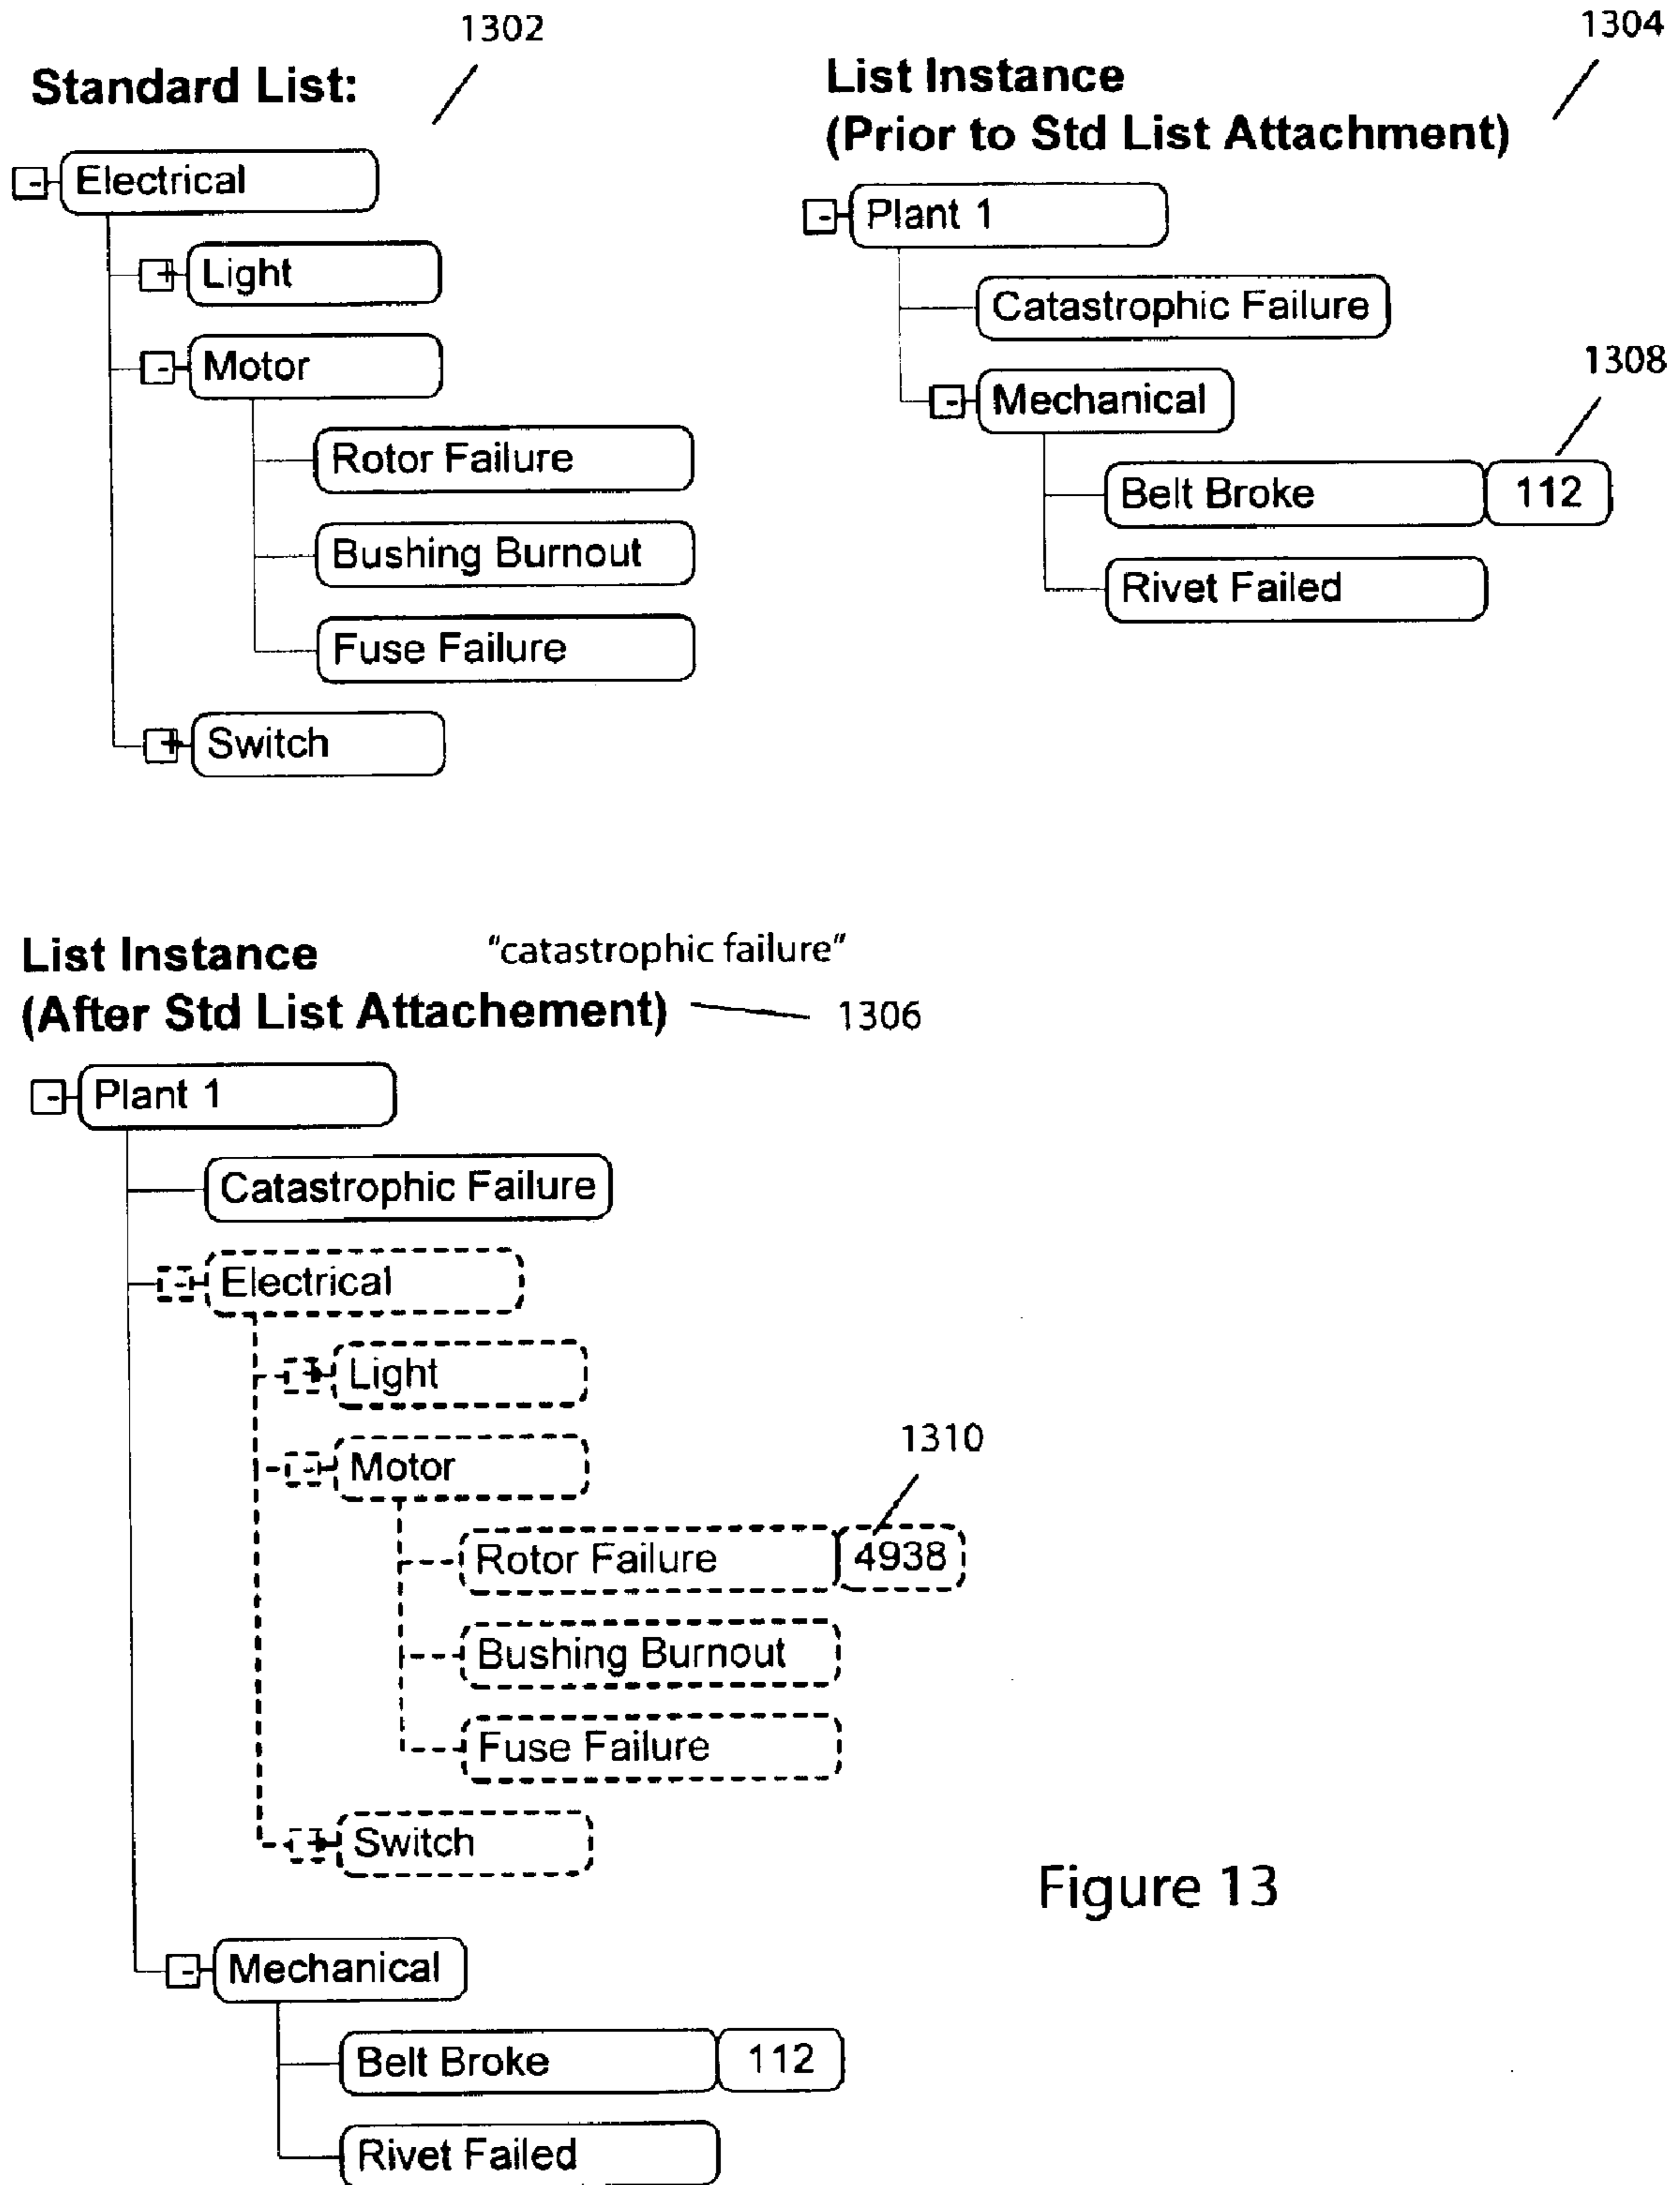 1302
Standard List:
Electrical
Light
Motor
Rotor Failure
Bushing Burnout
Fuse Failure
Switch
1304
List Instance
(Prior to Std List Attachment)
Plant 1
Catastrophic Failure
Mechanical
1308
Belt Broke 112
Rivet Failed
List Instance "catastrophic failure"
(After Std List Attachement) 1306
Plant 1
Catastrophic Failure
Electrical
Light
Motor
1310
Rotor Failure 4938
Bushing Burnout
Fuse Failure
Switch
Mechanical
Belt Broke 112
Rivet Failed
Figure 13